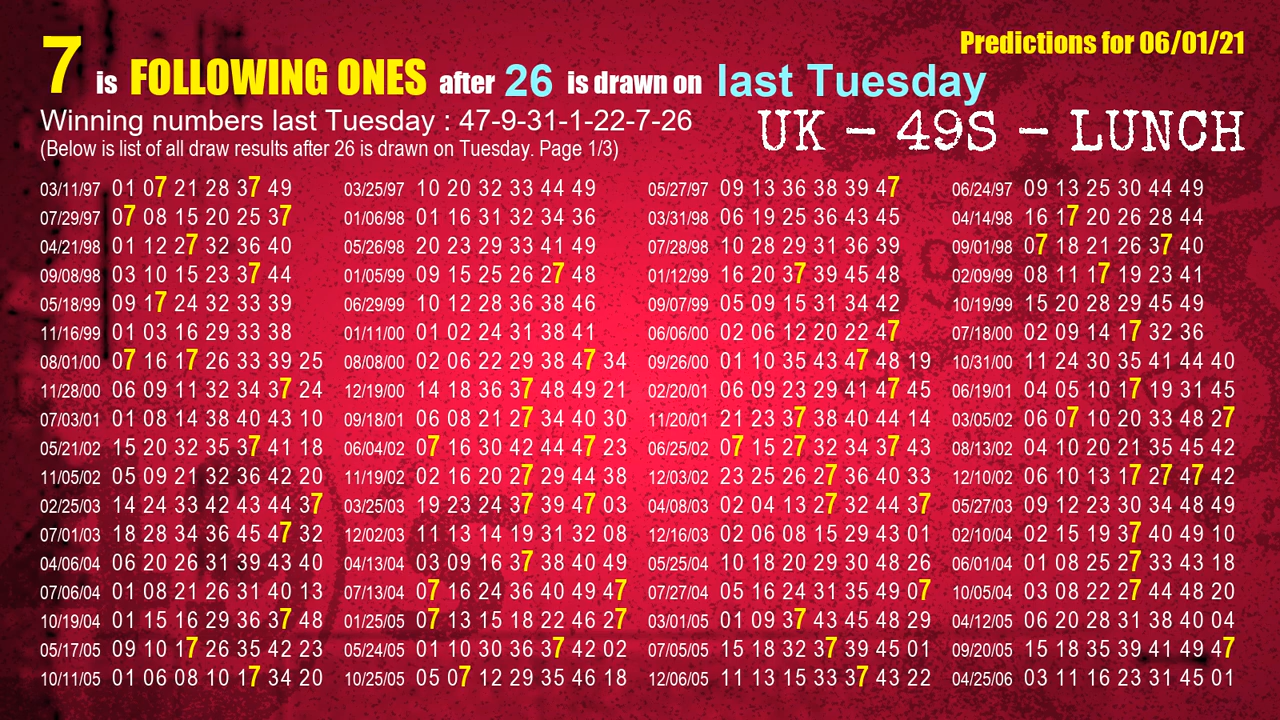 Predictions for 06/01/21
7 is FOLLOWING ONES after 26 is drawn on last Tuesday
Winning numbers last Tuesday : 47-9-31-1-22-7-26
UK - 49S - LUNCH
(Below is list of all draw results after 26 is drawn on Tuesday. Page 1/3)
03/11/97 01 07 21 28 37 49 03/25/97 10 20 32 33 44 49 05/27/97 09 13 36 38 39 47 06/24/97 09 13 25 30 44 49
07/29/97 07 08 15 20 25 37 01/06/98 01 16 31 32 34 36 03/31/98 06 19 25 36 43 45 04/14/98 16 17 20 26 28 44
04/21/98 01 12 27 32 36 40 05/26/98 20 23 29 33 41 49 07/28/98 10 28 29 31 36 39 09/01/98 07 18 21 26 37 40
09/08/98 03 10 15 23 37 44 01/05/99 09 15 25 26 27 48 01/12/99 16 20 37 39 45 48 02/09/99 08 11 17 19 23 41
05/18/99 09 17 24 32 33 39 06/29/99 10 12 28 36 38 46 09/07/99 05 09 15 31 34 42 10/19/99 15 20 28 29 45 49
11/16/99 01 03 16 29 33 38 01/11/00 01 02 24 31 38 41 06/06/00 02 06 12 20 22 47 07/18/00 02 09 14 17 32 36
08/01/00 07 16 17 26 33 39 25 08/08/00 02 06 22 29 38 47 34 09/26/00 01 10 35 43 47 48 19 10/31/00 11 24 30 35 41 44 40
11/28/00 06 09 11 32 34 37 24 12/19/00 14 18 36 37 48 49 21 02/20/01 06 09 23 29 41 47 45 06/19/01 04 05 10 17 19 31 45
07/03/01 01 08 14 38 40 43 10 09/18/01 06 08 21 27 34 40 30 11/20/01 21 23 37 38 40 44 14 03/05/02 06 07 10 20 33 48 27
05/21/02 15 20 32 35 37 41 18 06/04/02 07 16 30 42 44 47 23 06/25/02 07 15 27 32 34 37 43 08/13/02 04 10 20 21 35 45 42
11/05/02 05 09 21 32 36 42 20 11/19/02 02 16 20 27 29 44 38 12/03/02 23 25 26 27 36 40 33 12/10/02 06 10 13 17 27 47 42
02/25/03 14 24 33 42 43 44 37 03/25/03 19 23 24 37 39 47 03 04/08/03 02 04 13 27 32 44 37 05/27/03 09 12 23 30 34 48 49
07/01/03 18 28 34 36 45 47 32 12/02/03 11 13 14 19 31 32 08 12/16/03 02 06 08 15 29 43 01 02/10/04 02 15 19 37 40 49 10
04/06/04 06 20 26 31 39 43 40 04/13/04 03 09 16 37 38 40 49 05/25/04 10 18 20 29 30 48 26 06/01/04 01 08 25 27 33 43 18
07/06/04 01 08 21 26 31 40 13 07/13/04 07 16 24 36 40 49 47 07/27/04 05 16 24 31 35 49 07 10/05/04 03 08 22 27 44 48 20
10/19/04 01 15 16 29 36 37 48 01/25/05 07 13 15 18 22 46 27 03/01/05 01 09 37 43 45 48 29 04/12/05 06 20 28 31 38 40 04
05/17/05 09 10 17 26 35 42 23 05/24/05 01 10 30 36 37 42 02 07/05/05 15 18 32 37 39 45 01 09/20/05 15 18 35 39 41 49 47
10/11/05 01 06 08 10 17 34 20 10/25/05 05 07 12 29 35 46 18 12/06/05 11 13 15 33 37 43 22 04/25/06 03 11 16 23 31 45 01